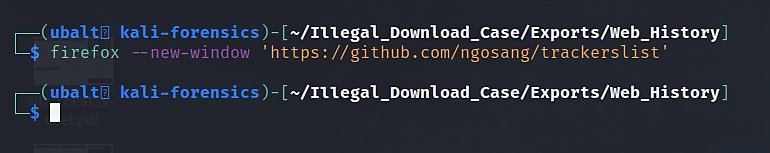 ┌──(ubalt㉿kali-forensics)-[~/Illegal_Download_Case/Exports/Web_History]
└─$ firefox --new-window 'https://github.com/ngosang/trackerslist'
┌──(ubalt㉿kali-forensics)-[~/Illegal_Download_Case/Exports/Web_History]
└─$